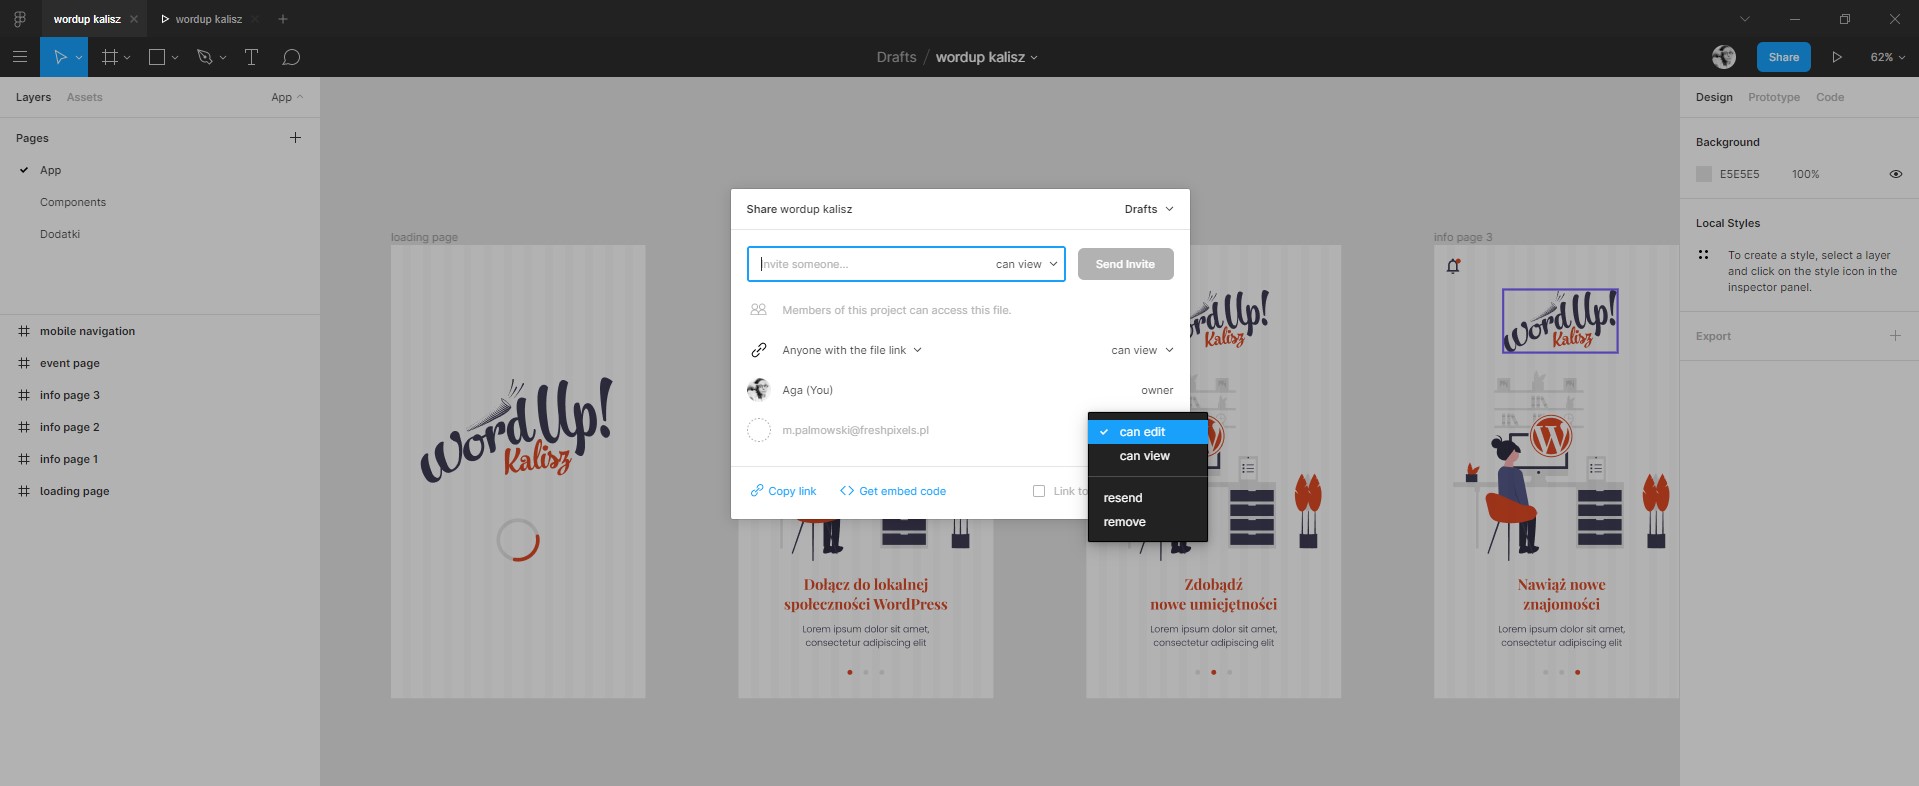 wordup kalisz
wordup kalisz
Drafts / wordup kalisz
Share
62%
Layers
Assets
App
Pages
App
Components
Dodatki
mobile navigation
event page
info page 3
info page 2
info page 1
loading page
loading page
Word Up!
Kalisz
Share wordup kalisz
Drafts
Invite someone...
can view
Send Invite
Members of this project can access this file.
Anyone with the file link
can view
Aga (You)
owner
m.palmowski@freshpixels.pl
can edit
can view
resend
remove
Copy link
Get embed code
Link to
Dołącz do lokalnej
społeczności WordPress
Lorem ipsum dolor sit amet,
consectetur adipiscing elit
Kalisz
Zdobądź
nowe umiejętności
Lorem ipsum dolor sit amet,
consectetur adipiscing elit
info page 3
Word Up!
Kalisz
Nawiąż nowe
znajomości
Lorem ipsum dolor sit amet,
consectetur adipiscing elit
Design
Prototype
Code
Background
E5E5E5
100%
Local Styles
To create a style, select a layer
and click on the style icon in the
inspector panel.
Export